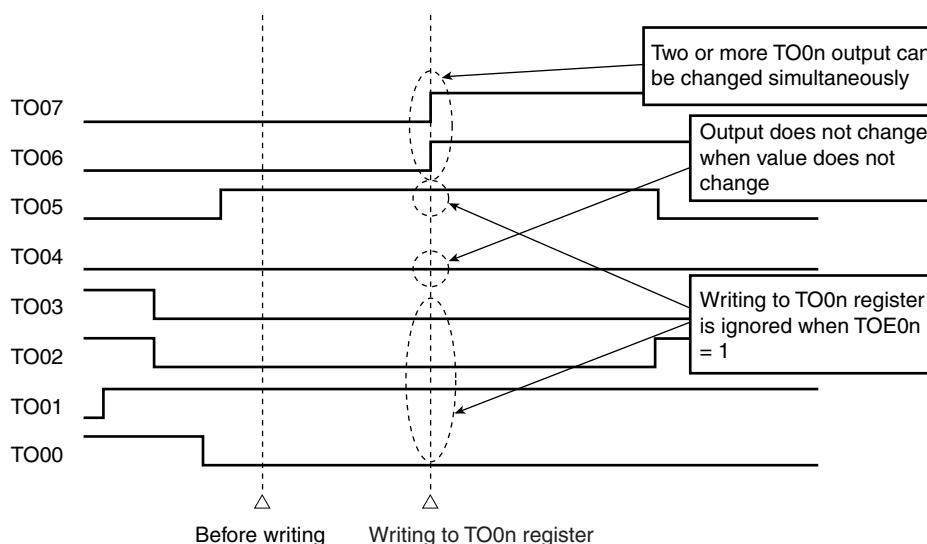 Two or more TO0n output can
be changed simultaneously
TO07
Output does not change
when value does not
change
TO06
TO05
TO04
TO03
Writing to TO0n register
is ignored when TOE0n
= 1
TO02
TO01
TO00
Before writing
Writing to TO0n register